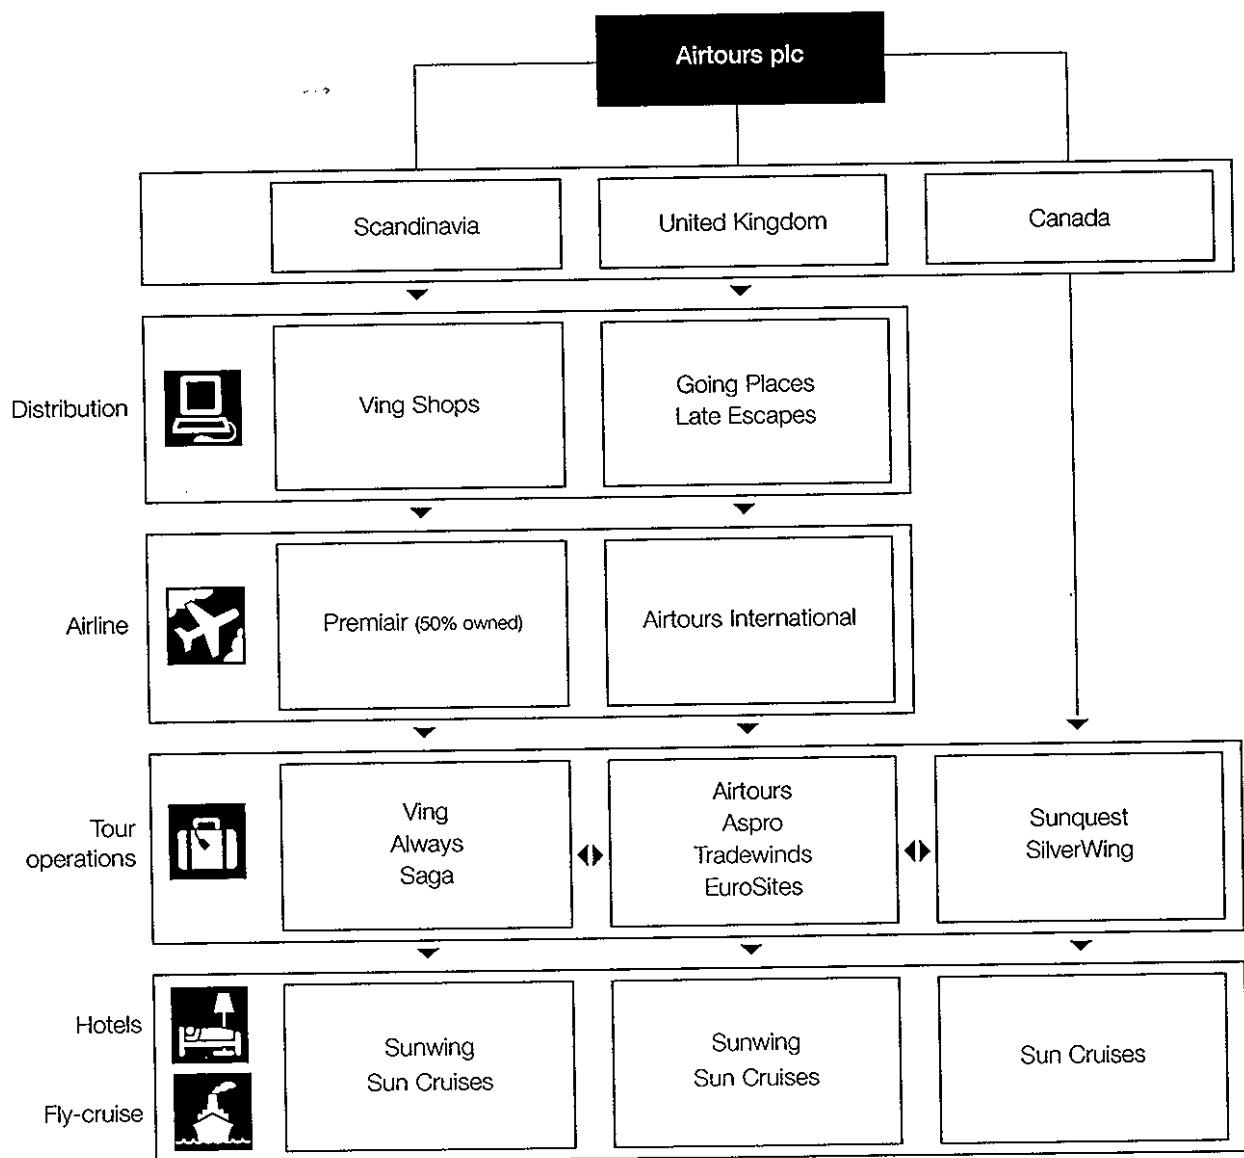 Airtours plc
Scandinavia
United Kingdom
Canada
Distribution
Ving Shops
Going Places
Late Escapes
Airline
Premiair (50% owned)
Airtours International
Tour
operations
Ving
Always
Saga
Airtours
Aspro
Tradewinds
EuroSites
Sunquest
SilverWing
Hotels
Fly-cruise
Sunwing
Sun Cruises
Sunwing
Sun Cruises
Sun Cruises